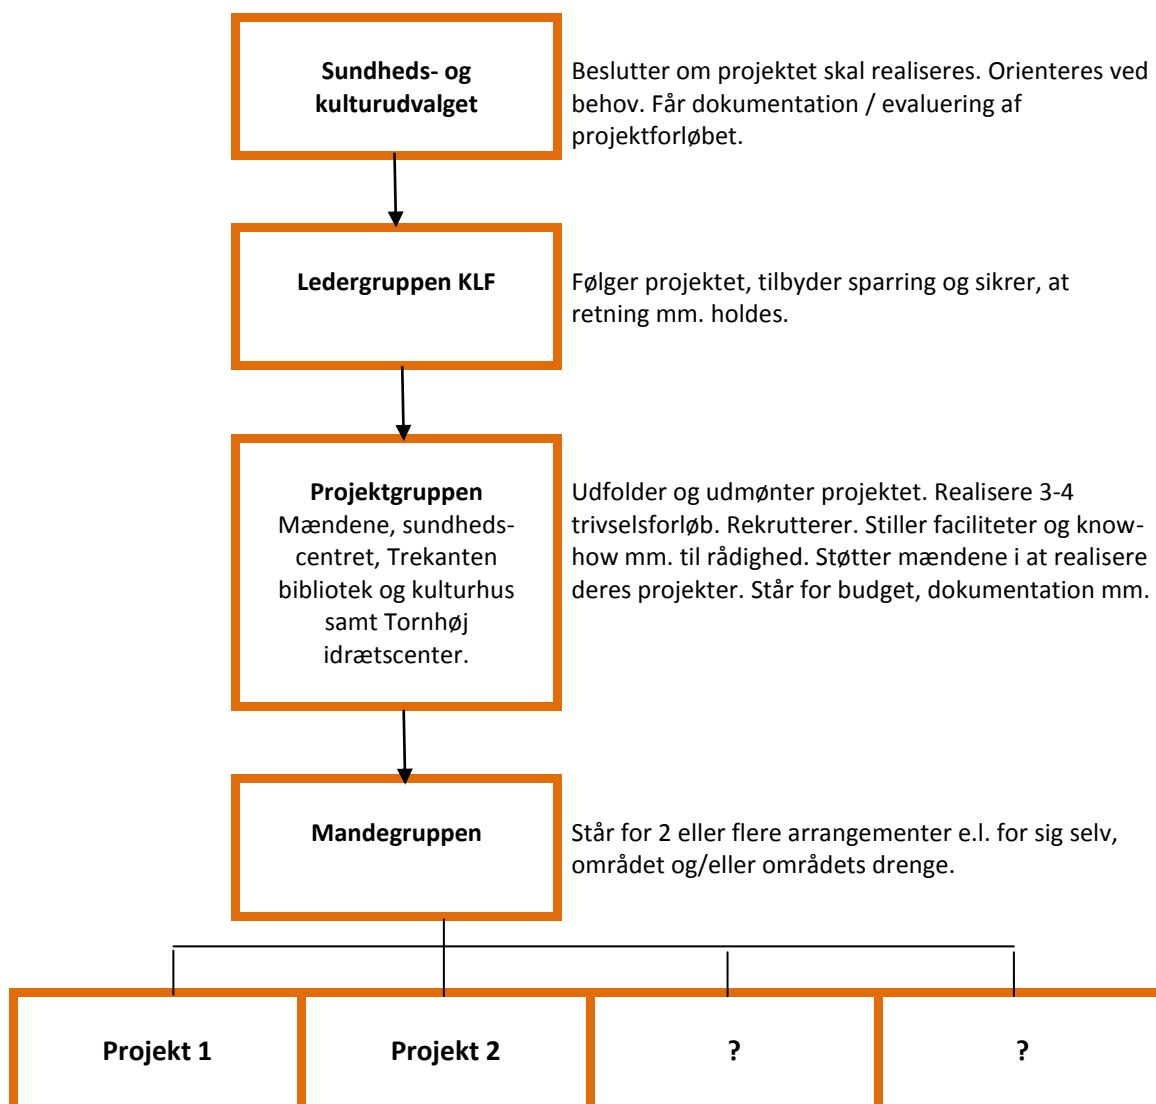 Sundheds- og
kulturudvalget
Beslutter om projektet skal realiseres. Orienteres ved
behov. Får dokumentation / evaluering af
projektforløbet.
Ledergruppen KLF
Følger projektet, tilbyder sparring og sikrer, at
retning mm. holdes.
Projektgruppen
Mændene, sundheds-
centret, Trekanten
bibliotek og kulturhus
samt Tornhøj
idrætscenter.
Udfolder og udmønter projektet. Realisere 3-4
trivselsforløb. Rekrutterer. Stiller faciliteter og know-
how mm. til rådighed. Støtter mændene i at realisere
deres projekter. Står for budget, dokumentation mm.
Mandegruppen
Står for 2 eller flere arrangementer e.l. for sig selv,
området og/eller områdets drenge.
Projekt 1
Projekt 2
?
?